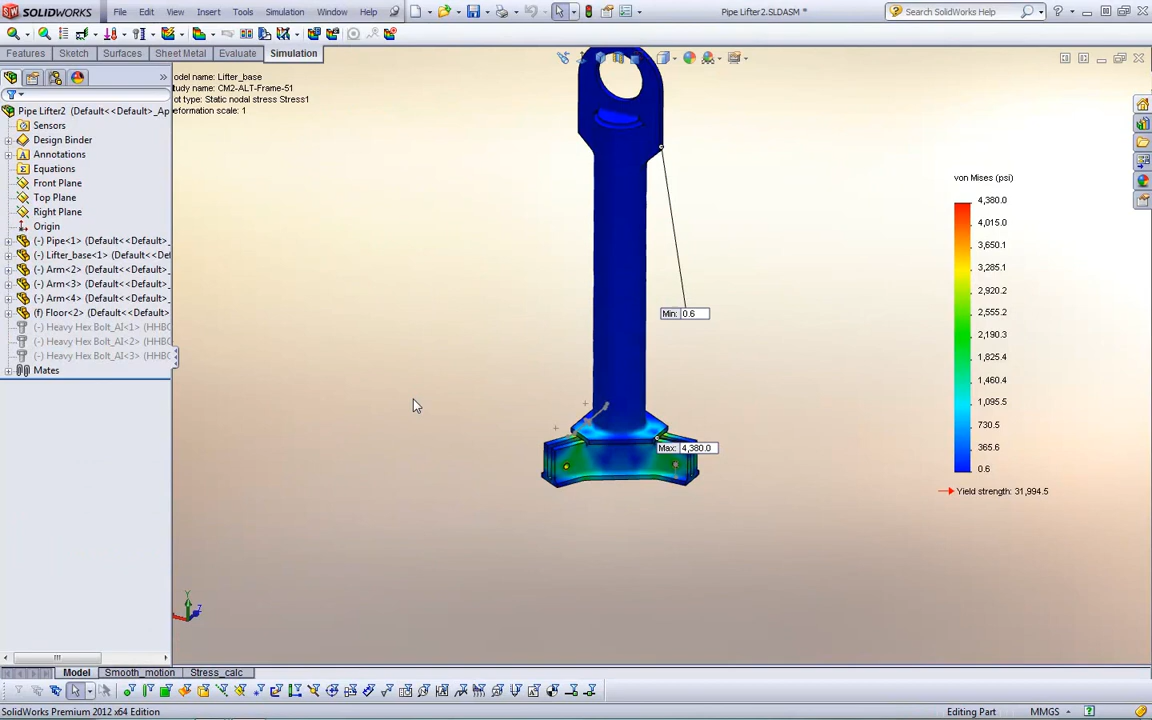 SOLIDWORKS File Edit View Insert Tools Simulation Window Help Pipe Lifter2.SLDASM * Search SolidWorks Help
Features Sketch Surfaces Sheet Metal Evaluate Simulation
odel name: Lifter_base
tudy name: CM2-ALT-Frame-51
ot type: Static nodal stress Stress1
eformation scale: 1
Pipe Lifter2 (Default<<Default>_Ap
Sensors
Design Binder
Annotations
Equations
Front Plane
Top Plane
Right Plane
Origin
(-) Pipe<1> (Default<<Default>_
(-) Lifter_base<1> (Default<<De
(-) Arm<2> (Default<<Default>_
(-) Arm<3> (Default<<Default>_
(-) Arm<4> (Default<<Default>_
(f) Floor<2> (Default<<Default>
(-) Heavy Hex Bolt_AI<1> (HHBC
(-) Heavy Hex Bolt_AI<2> (HHBC
(-) Heavy Hex Bolt_AI<3> (HHBC
Mates
Min: 0.6
Max: 4,380.0
von Mises (psi)
4,380.0
4,015.0
3,650.1
3,285.1
2,920.2
2,555.2
2,190.3
1,825.4
1,460.4
1,095.5
730.5
365.6
0.6
Yield strength: 31,994.5
Y
Z
Model Smooth_motion Stress_calc
SolidWorks Premium 2012 x64 Edition Editing Part MMGS